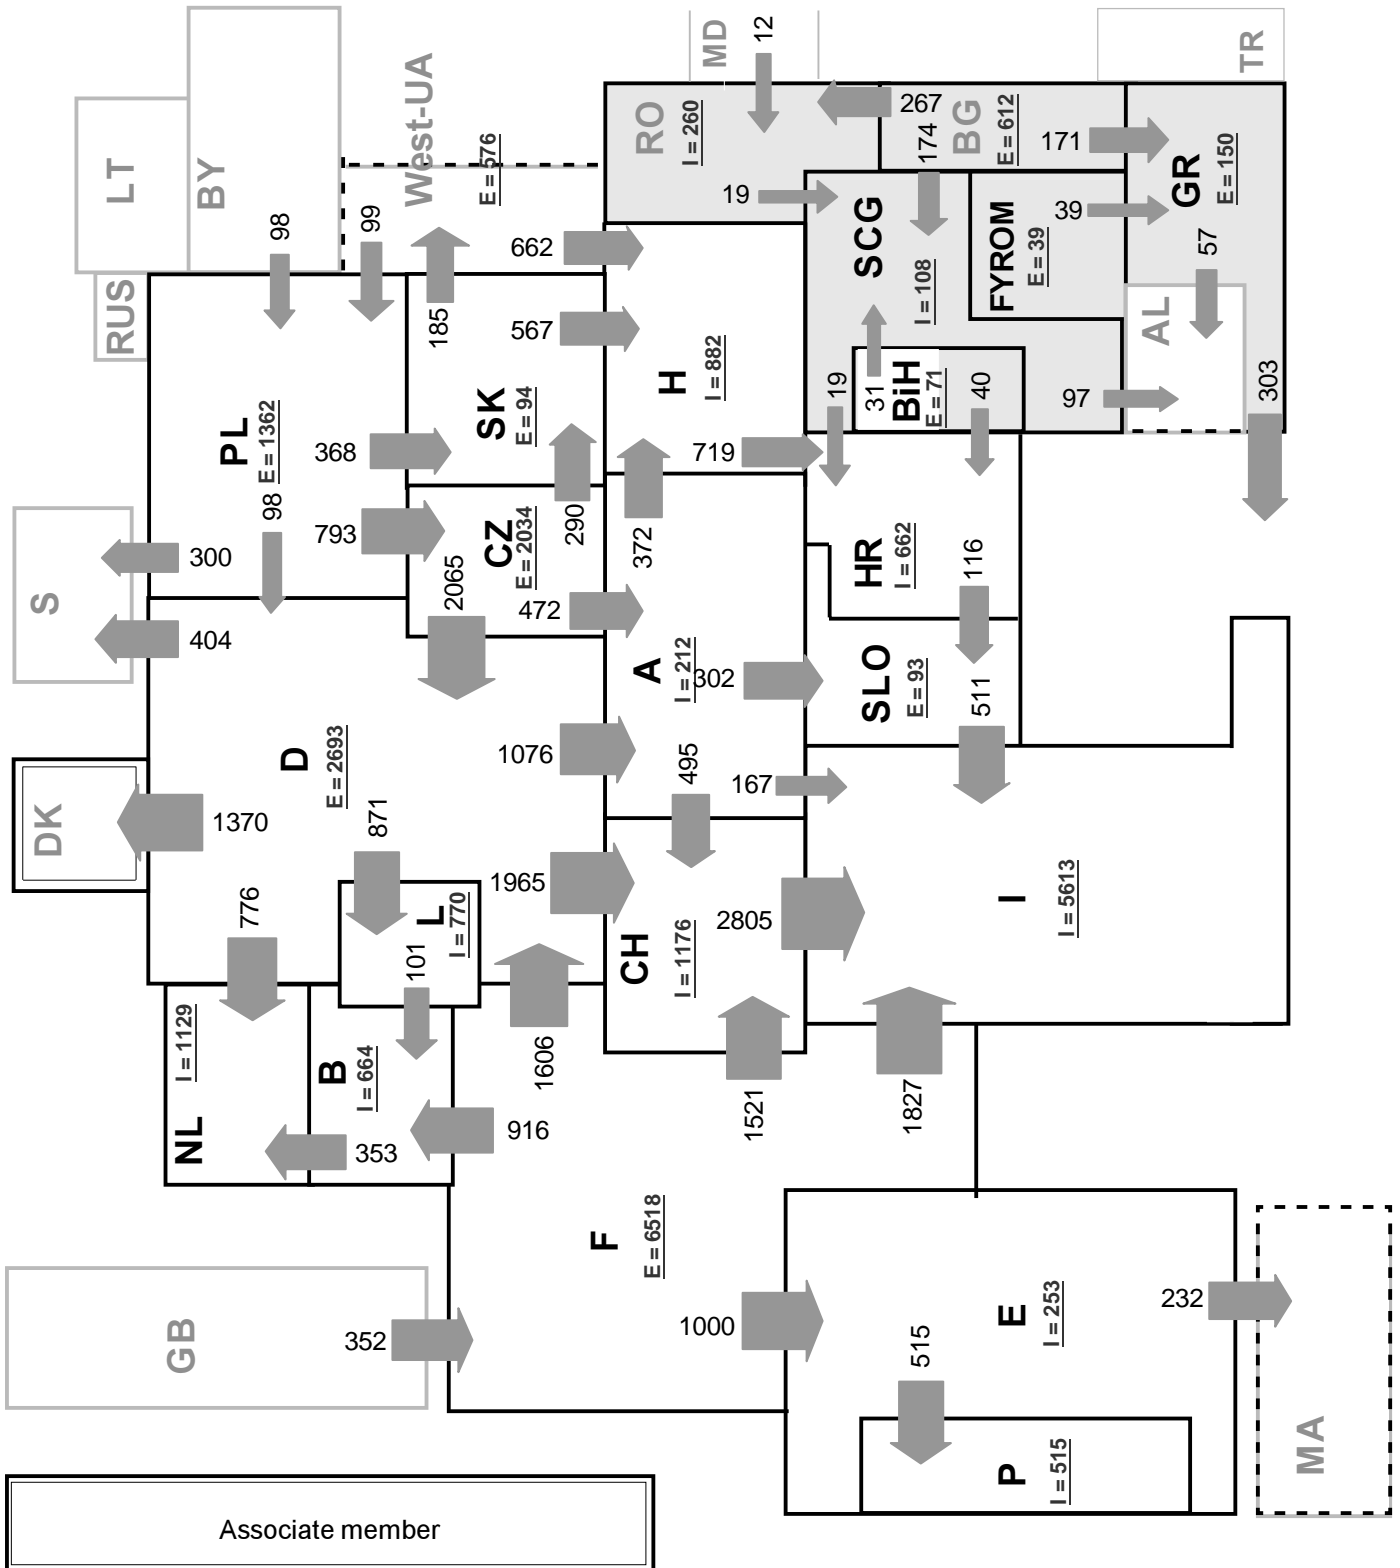 MD
12
TR
LT
BY
West-UA
E = 576
RO
I = 260
267
174
BG
E = 612
171
GR
E = 150
98
99
185
662
19
SCG
I = 108
FYROM
E = 39
39
57
RUS
AL
567
H
I = 882
19
31
BiH
E = 71
40
97
303
PL
E = 1362
368
SK
E = 94
719
98
300
793
CZ
E = 2034
290
372
S
404
2065
472
HR
I = 662
116
A
I = 212
302
SLO
E = 93
511
D
E = 2693
1076
495
167
DK
1370
871
776
1965
L
I = 770
101
CH
I = 1176
2805
I
I = 5613
NL
I = 1129
B
I = 664
1606
1521
1827
353
916
F
E = 6518
GB
352
1000
E
I = 253
232
515
P
I = 515
MA
Associate member